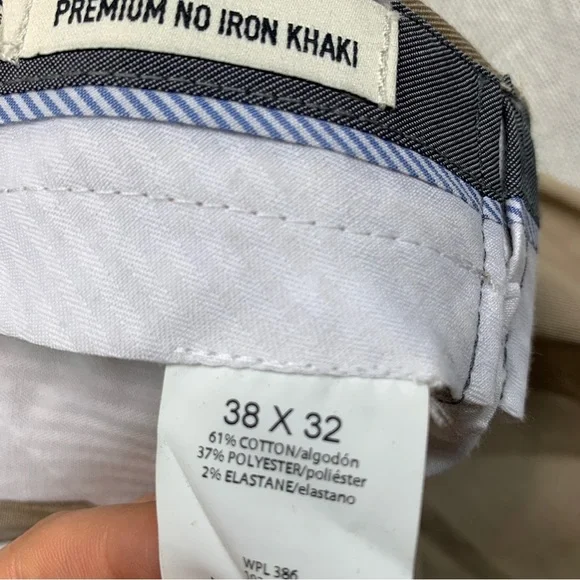 PREMIUM NO IRON KHAKI
38 X 32
61% COTTON/algodón
37% POLYESTER/poliéster
2% ELASTANE/elastano
WPL 386